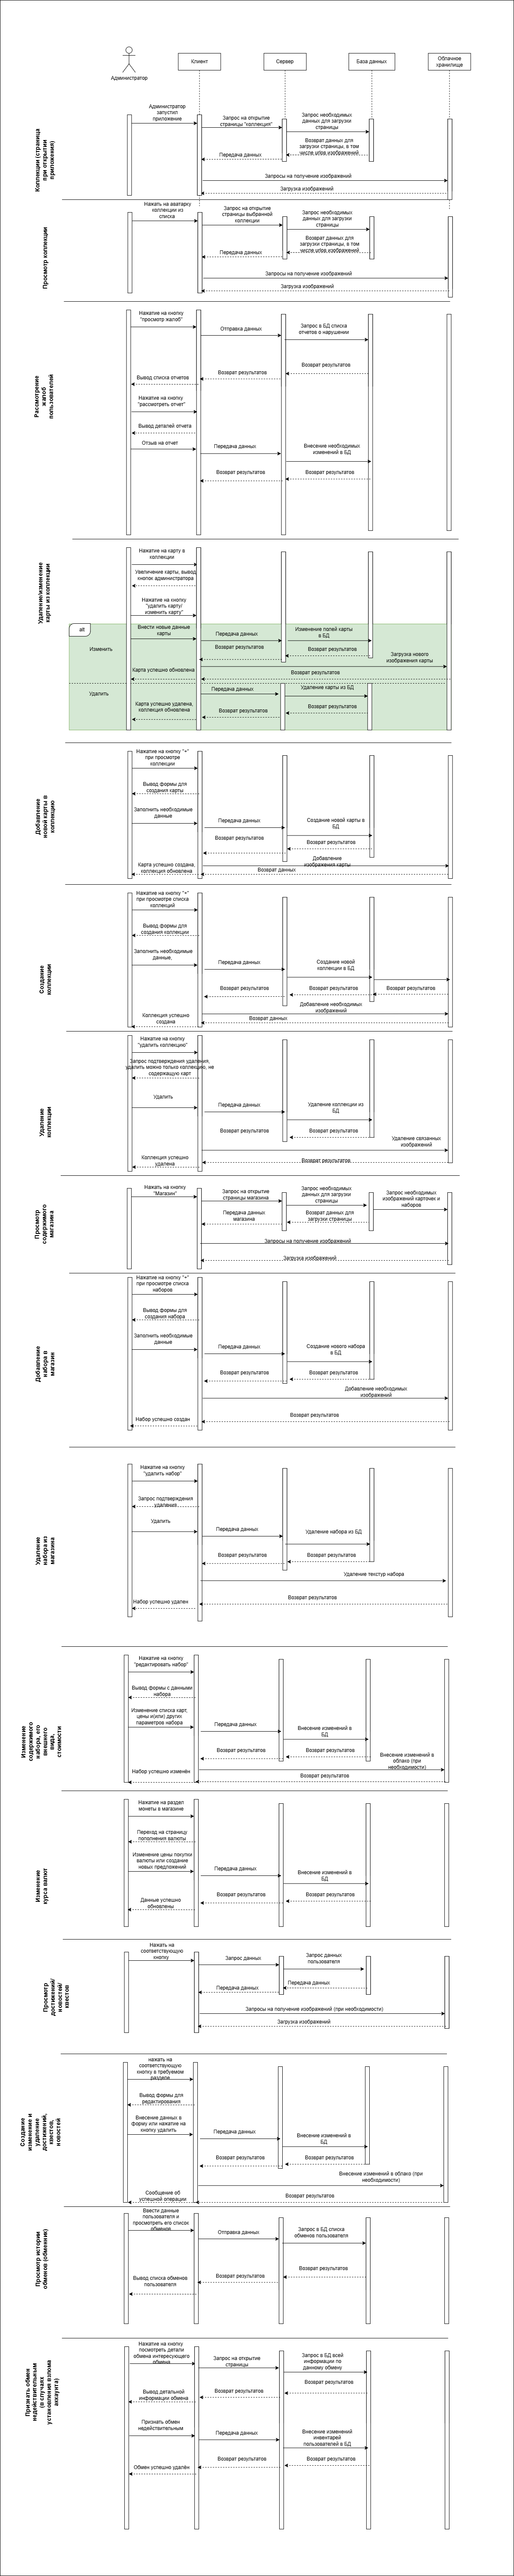 Администратор
Клиент
Сервер
База данных
Облачное
хранилище
Коллекции (страница
при открытии
приложения)
Администратор
запустил
приложение
Запрос на открытие
страницы "коллекция"
Запрос необходимых
данных для загрузки
страницы
Возврат данных для
загрузки страницы, в том
числе urlов изображений
Передача данных
Запросы на получение изображений
Загрузка изображений
Просмотр коллекции
Нажать на аватарку
коллекции из
списка
Запрос на открытие
страницы выбранной
коллекции
Запрос необходимых
данных для загрузки
страницы
Возврат данных для
загрузки страницы, в том
числе urlов изображений
Передача данных
Запросы на получение изображений
Загрузка изображений
Рассмотрение
жалоб
пользователей
Нажатие на кнопку
"просмотр жалоб"
Отправка данных
Запрос в БД списка
отчетов о нарушении
Возврат результатов
Возврат результатов
Вывод списка отчетов
Нажатие на кнопку
"рассмотреть отчет"
Вывод деталей отчета
Отзыв на отчет
Передача данных
Внесение необходимых
изменений в БД
Возврат результатов
Возврат результатов
Удаление/изменение
карты из коллекции
Нажатие на карту в
коллекции
Увеличение карты, вывод
кнопок администратора
Нажатие на кнопку
"удалить карту/
изменить карту"
alt
Изменить
Внести новые данные
карты
Передача данных
Изменение полей карты
в БД
Возврат результатов
Возврат результатов
Загрузка нового
изображения карты
Карта успешно обновлена
Возврат результатов
Удалить
Передача данных
Удаление карты из БД
Карта успешно удалена,
коллекция обновлена
Возврат результатов
Возврат результатов
Добавление
новой карты в
коллекцию
Нажатие на кнопку "+"
при просмотре
коллекции
Вывод формы для
создания карты
Заполнить необходимые
данные
Передача данных
Создание новой карты в
БД
Возврат результатов
Возврат результатов
Добавление
изображения карты
Карта успешно создана,
коллекция обновлена
Возврат данных
Создание
коллекции
Нажатие на кнопку "+"
при просмотре списка
коллекций
Вывод формы для
создания коллекции
Заполнить необходимые
данные,
Передача данных
Создание новой
коллекции в БД
Возврат результатов
Возврат результатов
Возврат результатов
Добавление необходимых
изображений
Коллекция успешно
создана
Возврат данных
Удаление
коллекции
Нажатие на кнопку
"удалить коллекцию"
Запрос подтверждения удаления,
удалить можно только коллекцию, не
содержащую карт
Удалить
Передача данных
Удаление коллекции из
БД
Возврат результатов
Возврат результатов
Удаление связанных
изображений
Коллекция успешно
удалена
Возврат результатов
Просмотр
содержимого
магазина
Нажать на кнопку
"Магазин"
Запрос на открытие
страницы магазина
Запрос необходимых
данных для загрузки
страницы
Запрос необходимых
изображений карточек и
наборов
Передача данных
магазина
Возврат данных для
загрузки страницы
Запросы на получение изображений
Загрузка изображений
Добавление
набора в
магазин
Нажатие на кнопку "+"
при просмотре списка
наборов
Вывод формы для
создания набора
Заполнить необходимые
данные
Передача данных
Создание нового набора
в БД
Возврат результатов
Возврат результатов
Добавление необходимых
изображений
Набор успешно создан
Возврат результатов
Удаление
набора из
магазина
Нажатие на кнопку
"удалить набор"
Запрос подтверждения
удаления
Удалить
Передача данных
Удаление набора из БД
Возврат результатов
Возврат результатов
Удаление текстур набора
Набор успешно удален
Возврат результатов
Изменение
содержимого
набора, его
внешнего
вида,
стоимости
Нажатие на кнопку
"редактировать набор"
Вывод формы с данными
набора
Изменение списка карт,
цены и(или) других
параметров набора
Передача данных
Внесение изменений в
БД
Возврат результатов
Возврат результатов
Внесение изменений в
облако (при
необходимости)
Набор успешно изменён
Возврат результатов
Изменение
курса валют
Нажатие на раздел
монеты в магазине
Переход на страницу
пополнения валюты
Изменение цены покупки
валюты или создание
новых предложений
Передача данных
Внесение изменений в
БД
Возврат результатов
Возврат результатов
Данные успешно
обновлены
Просмотр
достижений/
новостей/
квестов
Нажать на
соответствующую
кнопку
Запрос данных
Запрос данных
пользователя
Передача данных
Передача данных
Запросы на получение изображений (при необходимости)
Загрузка изображений
Создание
изменение и
удаление
достижений,
квестов,
новостей
нажать на
соответствующую
кнопку в требуемом
разделе
Вывод формы для
редактирования
Внесение данных в
форму или нажатие на
кнопку удалить
Передача данных
Внесение изменений в
БД
Возврат результатов
Возврат результатов
Внесение изменений в облако (при
необходимости)
Сообщение об
успешной операции
Возврат результатов
Просмотр истории
обменов (обменник)
Ввести данные
пользователя и
просмотреть его список
обменов
Отправка данных
Запрос в БД списка
обменов пользователя
Вывод списка обменов
пользователя
Возврат результатов
Возврат результатов
Признать обмен
недействительным
(в случаях
установления взлома
аккаунта)
Нажатие на кнопку
посмотреть детали
обмена интересующего
обмена
Запрос на открытие
страницы
Запрос в БД всей
информации по
данному обмену
Возврат результатов
Вывод детальной
информации обмена
Возврат результатов
Признать обмен
недействительным
Передача данных
Внесение изменений
инвентарей
пользователей в БД
Возврат результатов
Возврат результатов
Обмен успешно удалён